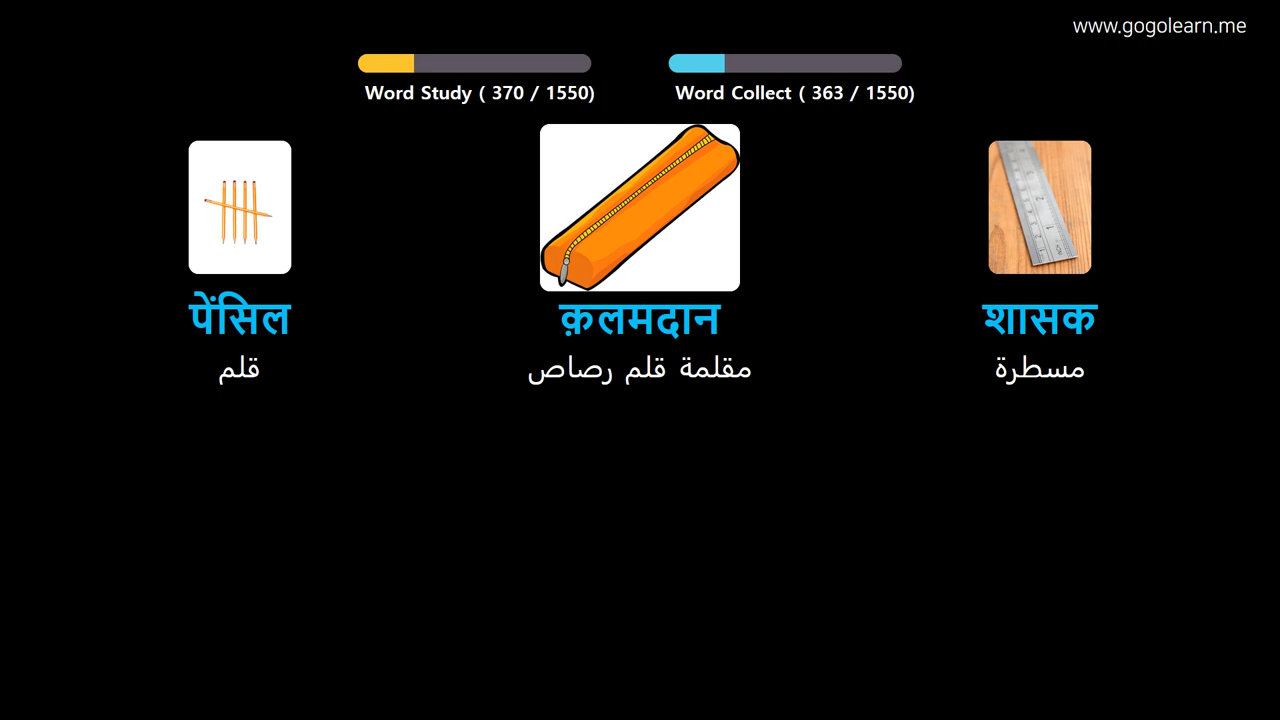 www.gogolearn.me
Word Study ( 370 / 1550)
Word Collect ( 363 / 1550)
पेंसिल
क़लमदान
शासक
قلم
مقلمة قلم رصاص
مسطرة